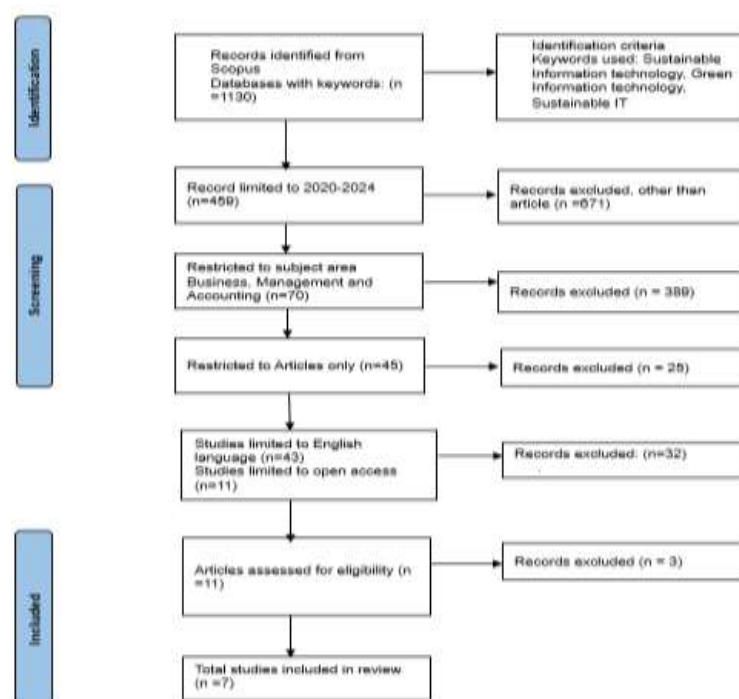 Identification
Records identified from
Scopus
Databases with keywords: (n
=1130)
Identification criteria
Keywords used: Sustainable
Information technology, Green
Information technology,
Sustainable IT
Screening
Record limited to 2020-2024
(n=459)
Records excluded, other than
article (n =671)
Restricted to subject area
Business, Management and
Accounting (n=70)
Records excluded (n = 389)
Restricted to Articles only (n=45)
Records excluded (n = 25)
Studies limited to English
language (n=43)
Studies limited to open access
(n=11)
Records excluded: (n=32)
Included
Articles assessed for eligibility (n
=11)
Records excluded (n = 3)
Total studies included in review
(n =7)